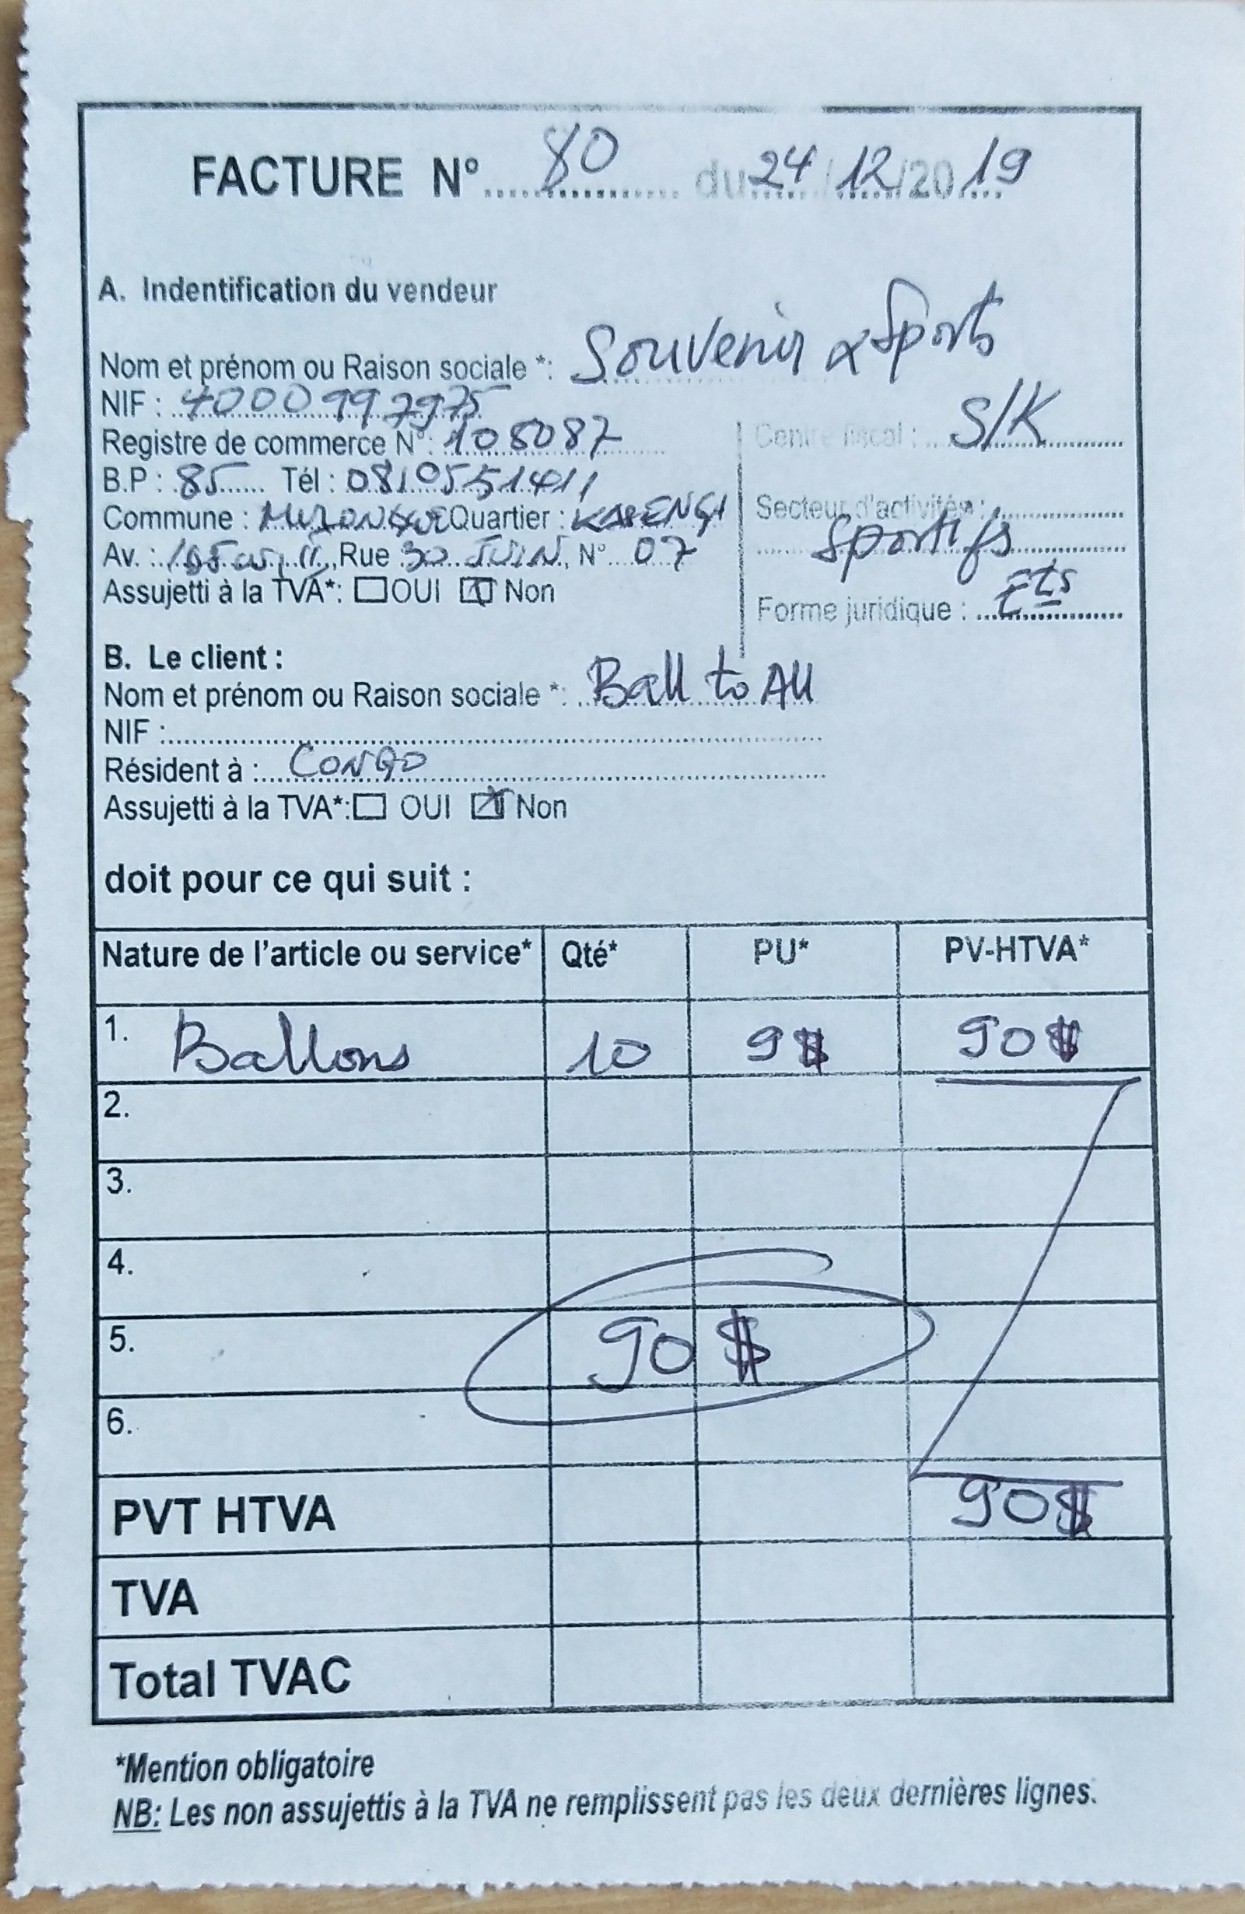 FACTURE N° 80 du 24/12/2019
A. Indentification du vendeur
Nom et prénom ou Raison sociale *: Souvenir & Sports
NIF :
Registre de commerce N°: 108087
Centre fiscal : S/K
B.P : 85 Tél : 0810551411
Commune : Quartier :
Secteur d'activités :
Sportifs
Av. : Rue 30 JUIN, N° 07
Assujetti à la TVA*: OUI Non
Forme juridique : Ets
B. Le client :
Nom et prénom ou Raison sociale *: Ball to All
NIF :
Résident à : CONGO
Assujetti à la TVA*: OUI Non
doit pour ce qui suit :
Nature de l'article ou service* Qté* PU* PV-HTVA*
1. Ballons 10 9$ 90$
2.
3.
4.
5. 90 $
6.
PVT HTVA 90$
TVA
Total TVAC
*Mention obligatoire
NB: Les non assujettis à la TVA ne remplissent pas les deux dernières lignes.